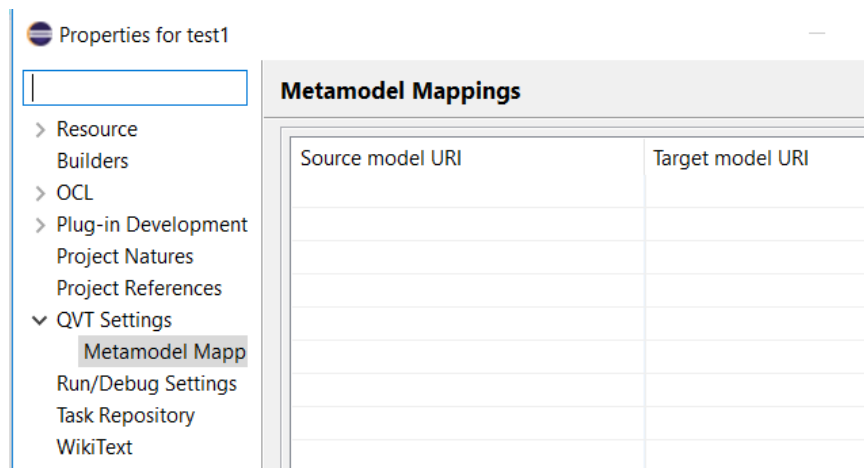 Properties for test1
Metamodel Mappings
Resource
Builders
OCL
Plug-in Development
Project Natures
Project References
QVT Settings
Metamodel Mapp
Run/Debug Settings
Task Repository
WikiText
Source model URI
Target model URI